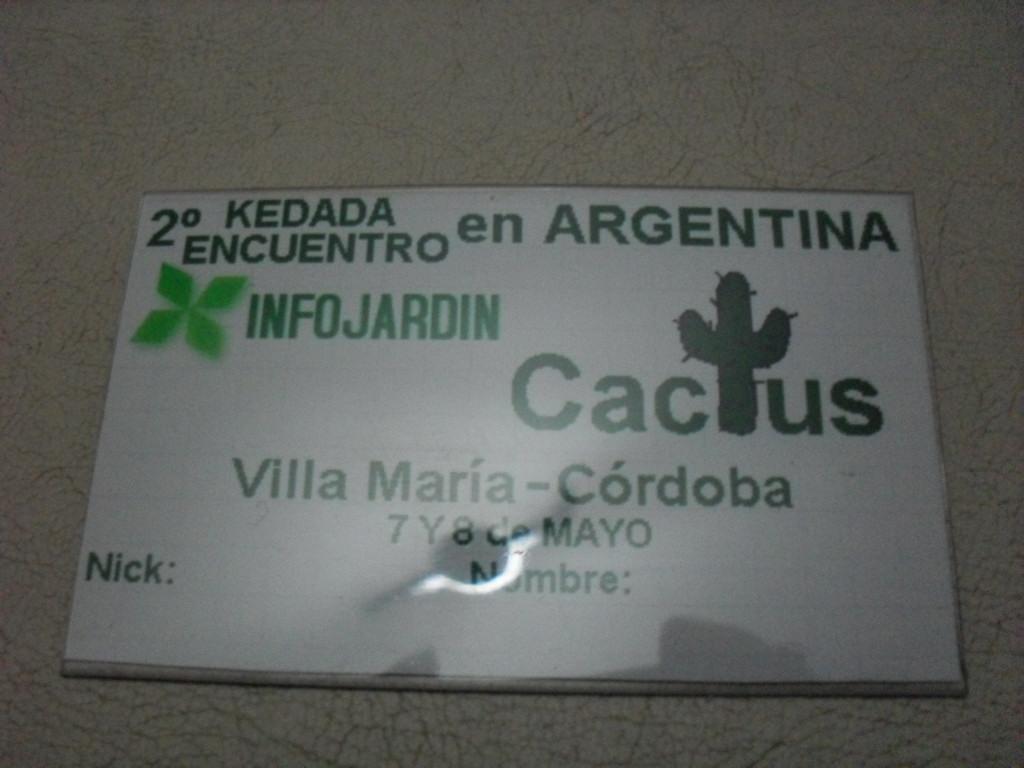 2º KEDADA ENCUENTRO en ARGENTINA
INFOJARDIN
Cactus
Villa María - Córdoba
7 Y 8 de MAYO
Nick: Nombre: